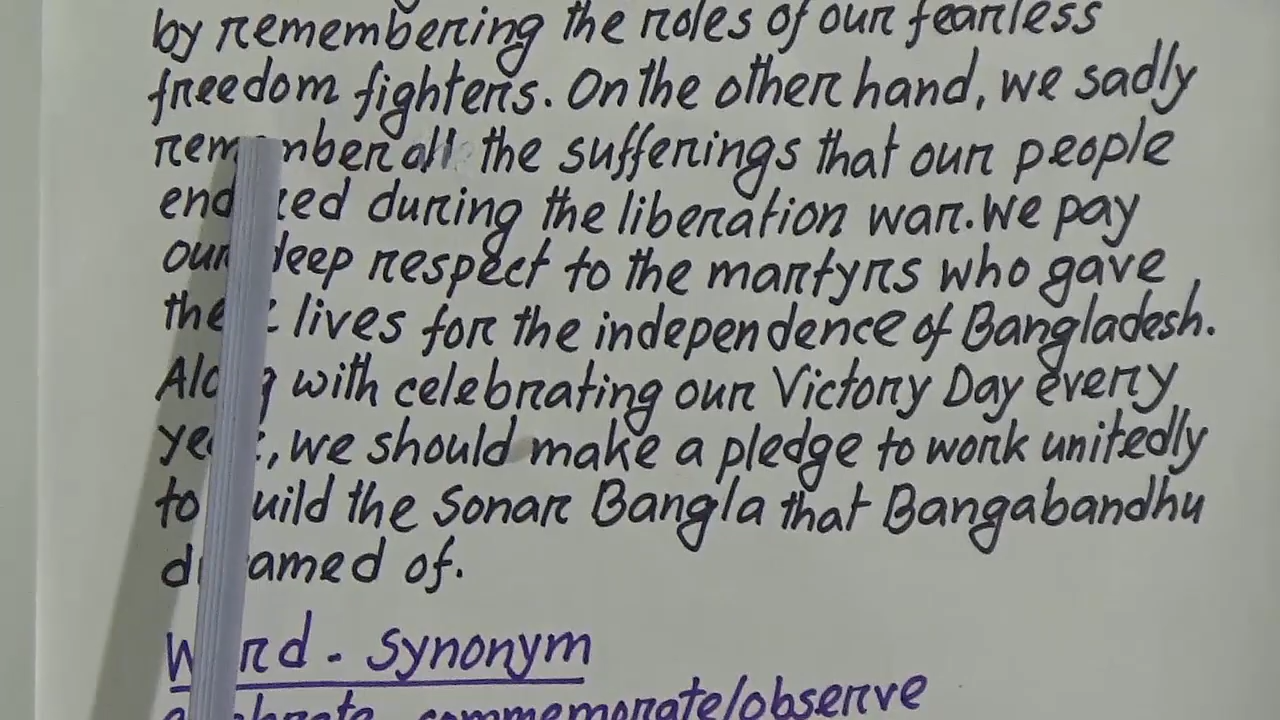 by remembering the roles of our fearless
freedom fighters. On the other hand, we sadly
remember all the sufferings that our people
endured during the liberation war. We pay
our deep respect to the martyrs who gave
their lives for the independence of Bangladesh.
Along with celebrating our Victory Day every
year, we should make a pledge to work unitedly
to build the Sonar Bangla that Bangabandhu
dreamed of.
Word - Synonym
celebrate commemorate/observe